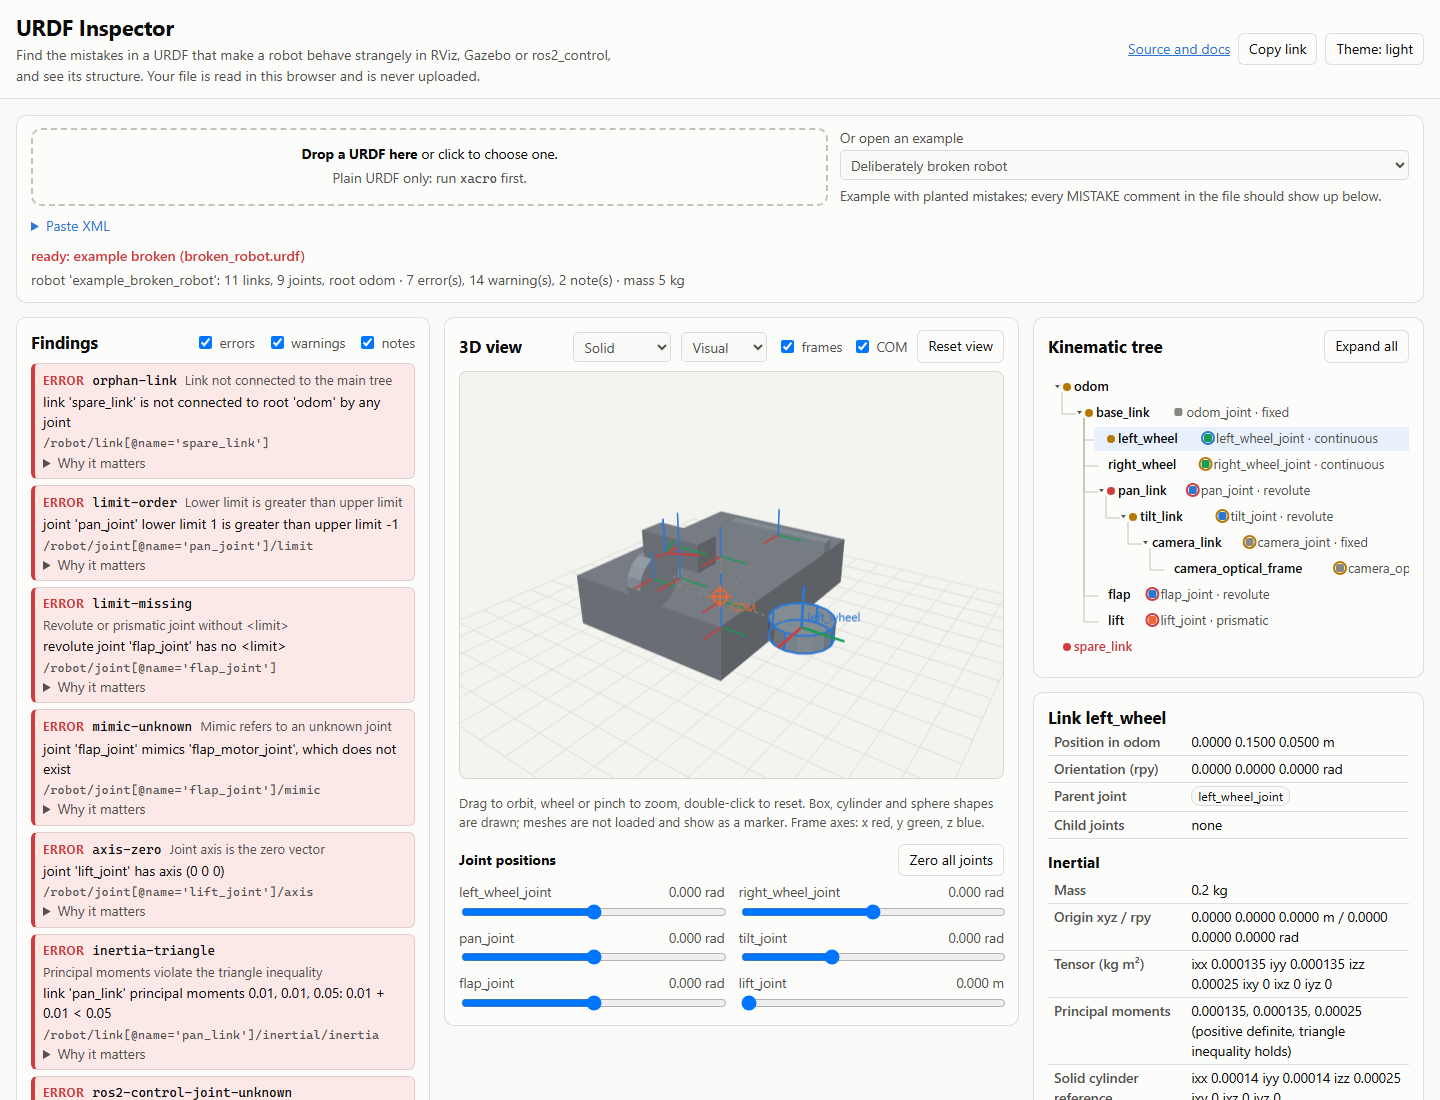 URDF Inspector
Find the mistakes in a URDF that make a robot behave strangely in RViz, Gazebo or ros2_control,
and see its structure. Your file is read in this browser and is never uploaded.
Source and docs
Copy link
Theme: light
Drop a URDF here or click to choose one.
Plain URDF only: run xacro first.
Or open an example
Deliberately broken robot
Example with planted mistakes; every MISTAKE comment in the file should show up below.
Paste XML
ready: example broken (broken_robot.urdf)
robot 'example_broken_robot': 11 links, 9 joints, root odom · 7 error(s), 14 warning(s), 2 note(s) · mass 5 kg
Findings
errors
warnings
notes
ERROR orphan-link Link not connected to the main tree
link 'spare_link' is not connected to root 'odom' by any
joint
/robot/link[@name='spare_link']
Why it matters
ERROR limit-order Lower limit is greater than upper limit
joint 'pan_joint' lower limit 1 is greater than upper limit -1
/robot/joint[@name='pan_joint']/limit
Why it matters
ERROR limit-missing
Revolute or prismatic joint without <limit>
revolute joint 'flap_joint' has no <limit>
/robot/joint[@name='flap_joint']
Why it matters
ERROR mimic-unknown Mimic refers to an unknown joint
joint 'flap_joint' mimics 'flap_motor_joint', which does not
exist
/robot/joint[@name='flap_joint']/mimic
Why it matters
ERROR axis-zero Joint axis is the zero vector
joint 'lift_joint' has axis (0 0 0)
/robot/joint[@name='lift_joint']/axis
Why it matters
ERROR inertia-triangle
Principal moments violate the triangle inequality
link 'pan_link' principal moments 0.01, 0.01, 0.05: 0.01 +
0.01 < 0.05
/robot/link[@name='pan_link']/inertial/inertia
Why it matters
ERROR ros2-control-joint-unknown
3D view
Solid
Visual
frames
COM
Reset view
COM
left_wheel
Drag to orbit, wheel or pinch to zoom, double-click to reset. Box, cylinder and sphere shapes
are drawn; meshes are not loaded and show as a marker. Frame axes: x red, y green, z blue.
Joint positions
Zero all joints
left_wheel_joint 0.000 rad
right_wheel_joint 0.000 rad
pan_joint 0.000 rad
tilt_joint 0.000 rad
flap_joint 0.000 rad
lift_joint 0.000 m
Kinematic tree
Expand all
odom
base_link odom_joint · fixed
left_wheel left_wheel_joint · continuous
right_wheel right_wheel_joint · continuous
pan_link pan_joint · revolute
tilt_link tilt_joint · revolute
camera_link camera_joint · fixed
camera_optical_frame camera_op
flap flap_joint · revolute
lift lift_joint · prismatic
spare_link
Link left_wheel
Position in odom 0.0000 0.1500 0.0500 m
Orientation (rpy) 0.0000 0.0000 0.0000 rad
Parent joint left_wheel_joint
Child joints none
Inertial
Mass 0.2 kg
Origin xyz / rpy 0.0000 0.0000 0.0000 m / 0.0000
0.0000 0.0000 rad
Tensor (kg m²) ixx 0.000135 iyy 0.000135 izz
0.00025 ixy 0 ixz 0 iyz 0
Principal moments 0.000135, 0.000135, 0.00025
(positive definite, triangle
inequality holds)
Solid cylinder ixx 0.00014 iyy 0.00014 izz 0.00025
reference ixy 0 ixz 0 iyz 0